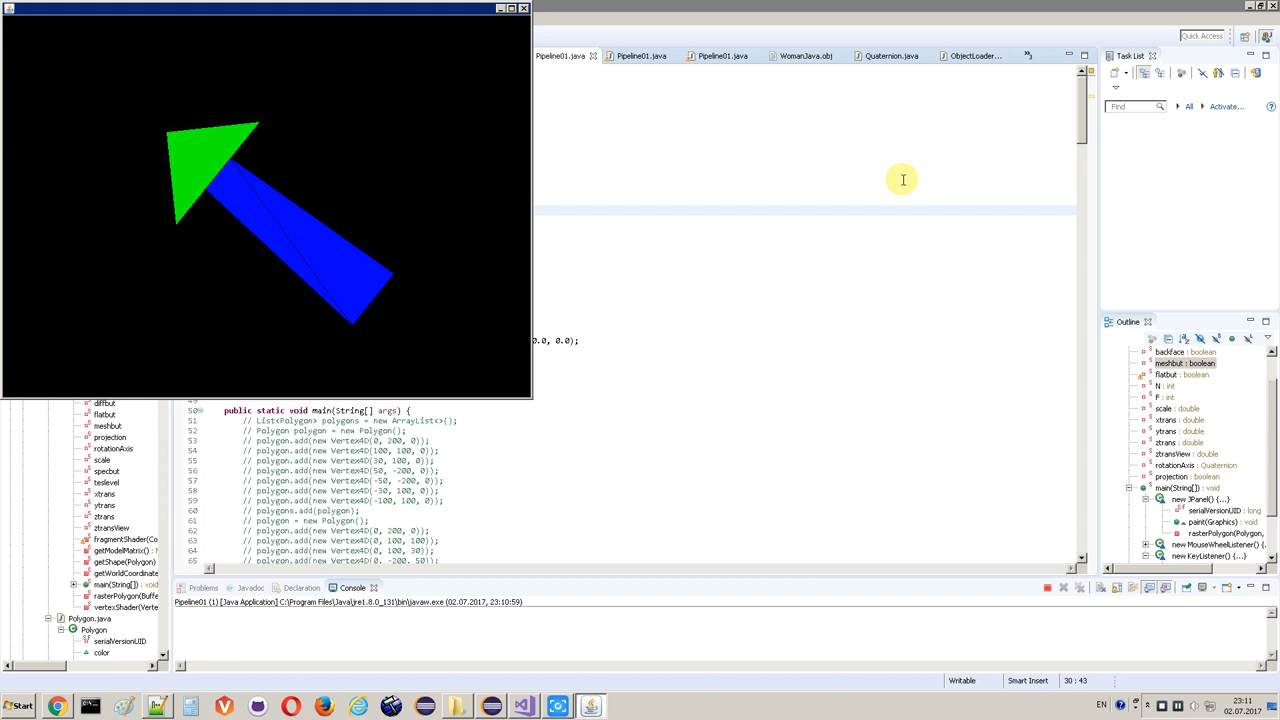 Quick Access
Pipeline01.java
Pipeline01.java
Pipeline01.java
WomanJava.obj
Quaternion.java
ObjectLoader...
Task List
Find
All
Activate...
Outline
backface : boolean
meshbut : boolean
flatbut : boolean
N : int
F : int
scale : double
xtrans : double
ytrans : double
ztrans : double
ztransView : double
rotationAxis : Quaternion
projection : double
main(String[]) : void
new JPanel() {...}
serialVersionUID : long
paint(Graphics) : void
rasterPolygon(Polygon,
new MouseWheelListener() {
new KeyListener() {...}
0.0, 0.0);
50 public static void main(String[] args) {
51 // List<Polygon> polygons = new ArrayList<>();
52 // Polygon polygon = new Polygon();
53 // polygon.add(new Vertex4D(0, 200, 0));
54 // polygon.add(new Vertex4D(100, 100, 0));
55 // polygon.add(new Vertex4D(30, 100, 0));
56 // polygon.add(new Vertex4D(50, -200, 0));
57 // polygon.add(new Vertex4D(-50, -200, 0));
58 // polygon.add(new Vertex4D(-30, 100, 0));
59 // polygon.add(new Vertex4D(-100, 100, 0));
60 // polygons.add(polygon);
61 // polygon = new Polygon();
62 // polygon.add(new Vertex4D(0, 200, 0));
63 // polygon.add(new Vertex4D(0, 100, 100));
64 // polygon.add(new Vertex4D(0, 100, 30));
65 // polygon.add(new Vertex4D(0, -200, 50));
diffbut
flatbut
meshbut
projection
rotationAxis
scale
specbut
teslevel
xtrans
ytrans
ztrans
ztransView
fragmentShader(Co
getModelMatrix() :
getShape(Polygon)
getWorldCoordinate
main(String[]) : void
rasterPolygon(Buffe
vertexShader(Verte
Polygon.java
Polygon
serialVersionUID
color
Problems
Javadoc
Declaration
Console
Pipeline01 (1) [Java Application] C:\Program Files\Java\jre1.8.0_131\bin\javaw.exe (02.07.2017, 23:10:59)
Writable
Smart Insert
30 : 43
Start
EN
23:11
02.07.2017